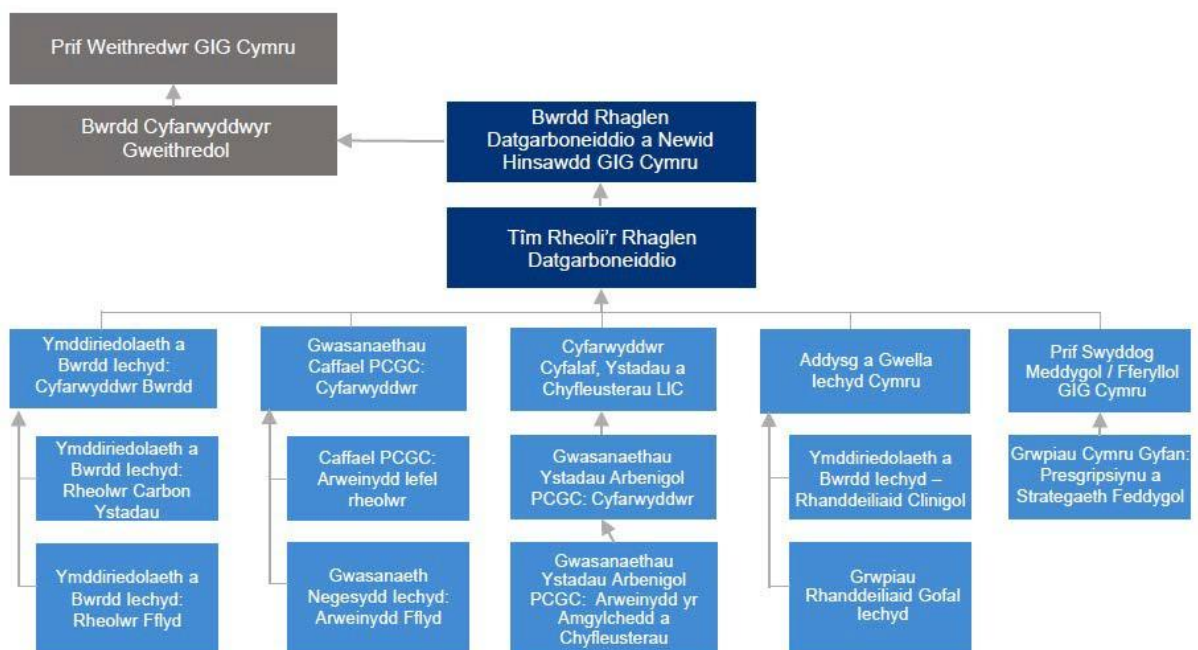 Prif Weithredwr GIG Cymru
Bwrdd Cyfarwyddwyr
Gweithredol
Bwrdd Rhaglen
Datgarboneiddio a Newid
Hinsawdd GIG Cymru
Tîm Rheoli'r Rhaglen
Datgarboneiddio
Ymddiriedolaeth a
Bwrdd Iechyd:
Cyfarwyddwr Bwrdd
Gwasanaethau
Caffael PCGC:
Cyfarwyddwr
Cyfarwyddwr
Cyfalaf, Ystadau a
Chyfleusterau LIC
Addysg a Gwella
Iechyd Cymru
Prif Swyddog
Meddygol / Fferyllol
GIG Cymru
Ymddiriedolaeth a
Bwrdd Iechyd:
Rheolwr Carbon
Ystadau
Caffael PCGC:
Arweinydd lefel
rheolwr
Gwasanaethau
Ystadau Arbenigol
PCGC: Cyfarwyddwr
Ymddiriedolaeth a
Bwrdd Iechyd –
Rhanddeiliaid Clinigol
Grwpiau Cymru Gyfan:
Presgripsiynu a
Strategaeth Feddygol
Ymddiriedolaeth a
Bwrdd Iechyd:
Rheolwr Fflyd
Gwasanaeth
Negesydd Iechyd:
Arweinydd Fflyd
Gwasanaethau
Ystadau Arbenigol
PCGC: Arweinydd yr
Amgylchedd a
Chyfleusterau
Grwpiau
Rhanddeiliaid Gofal
Iechyd